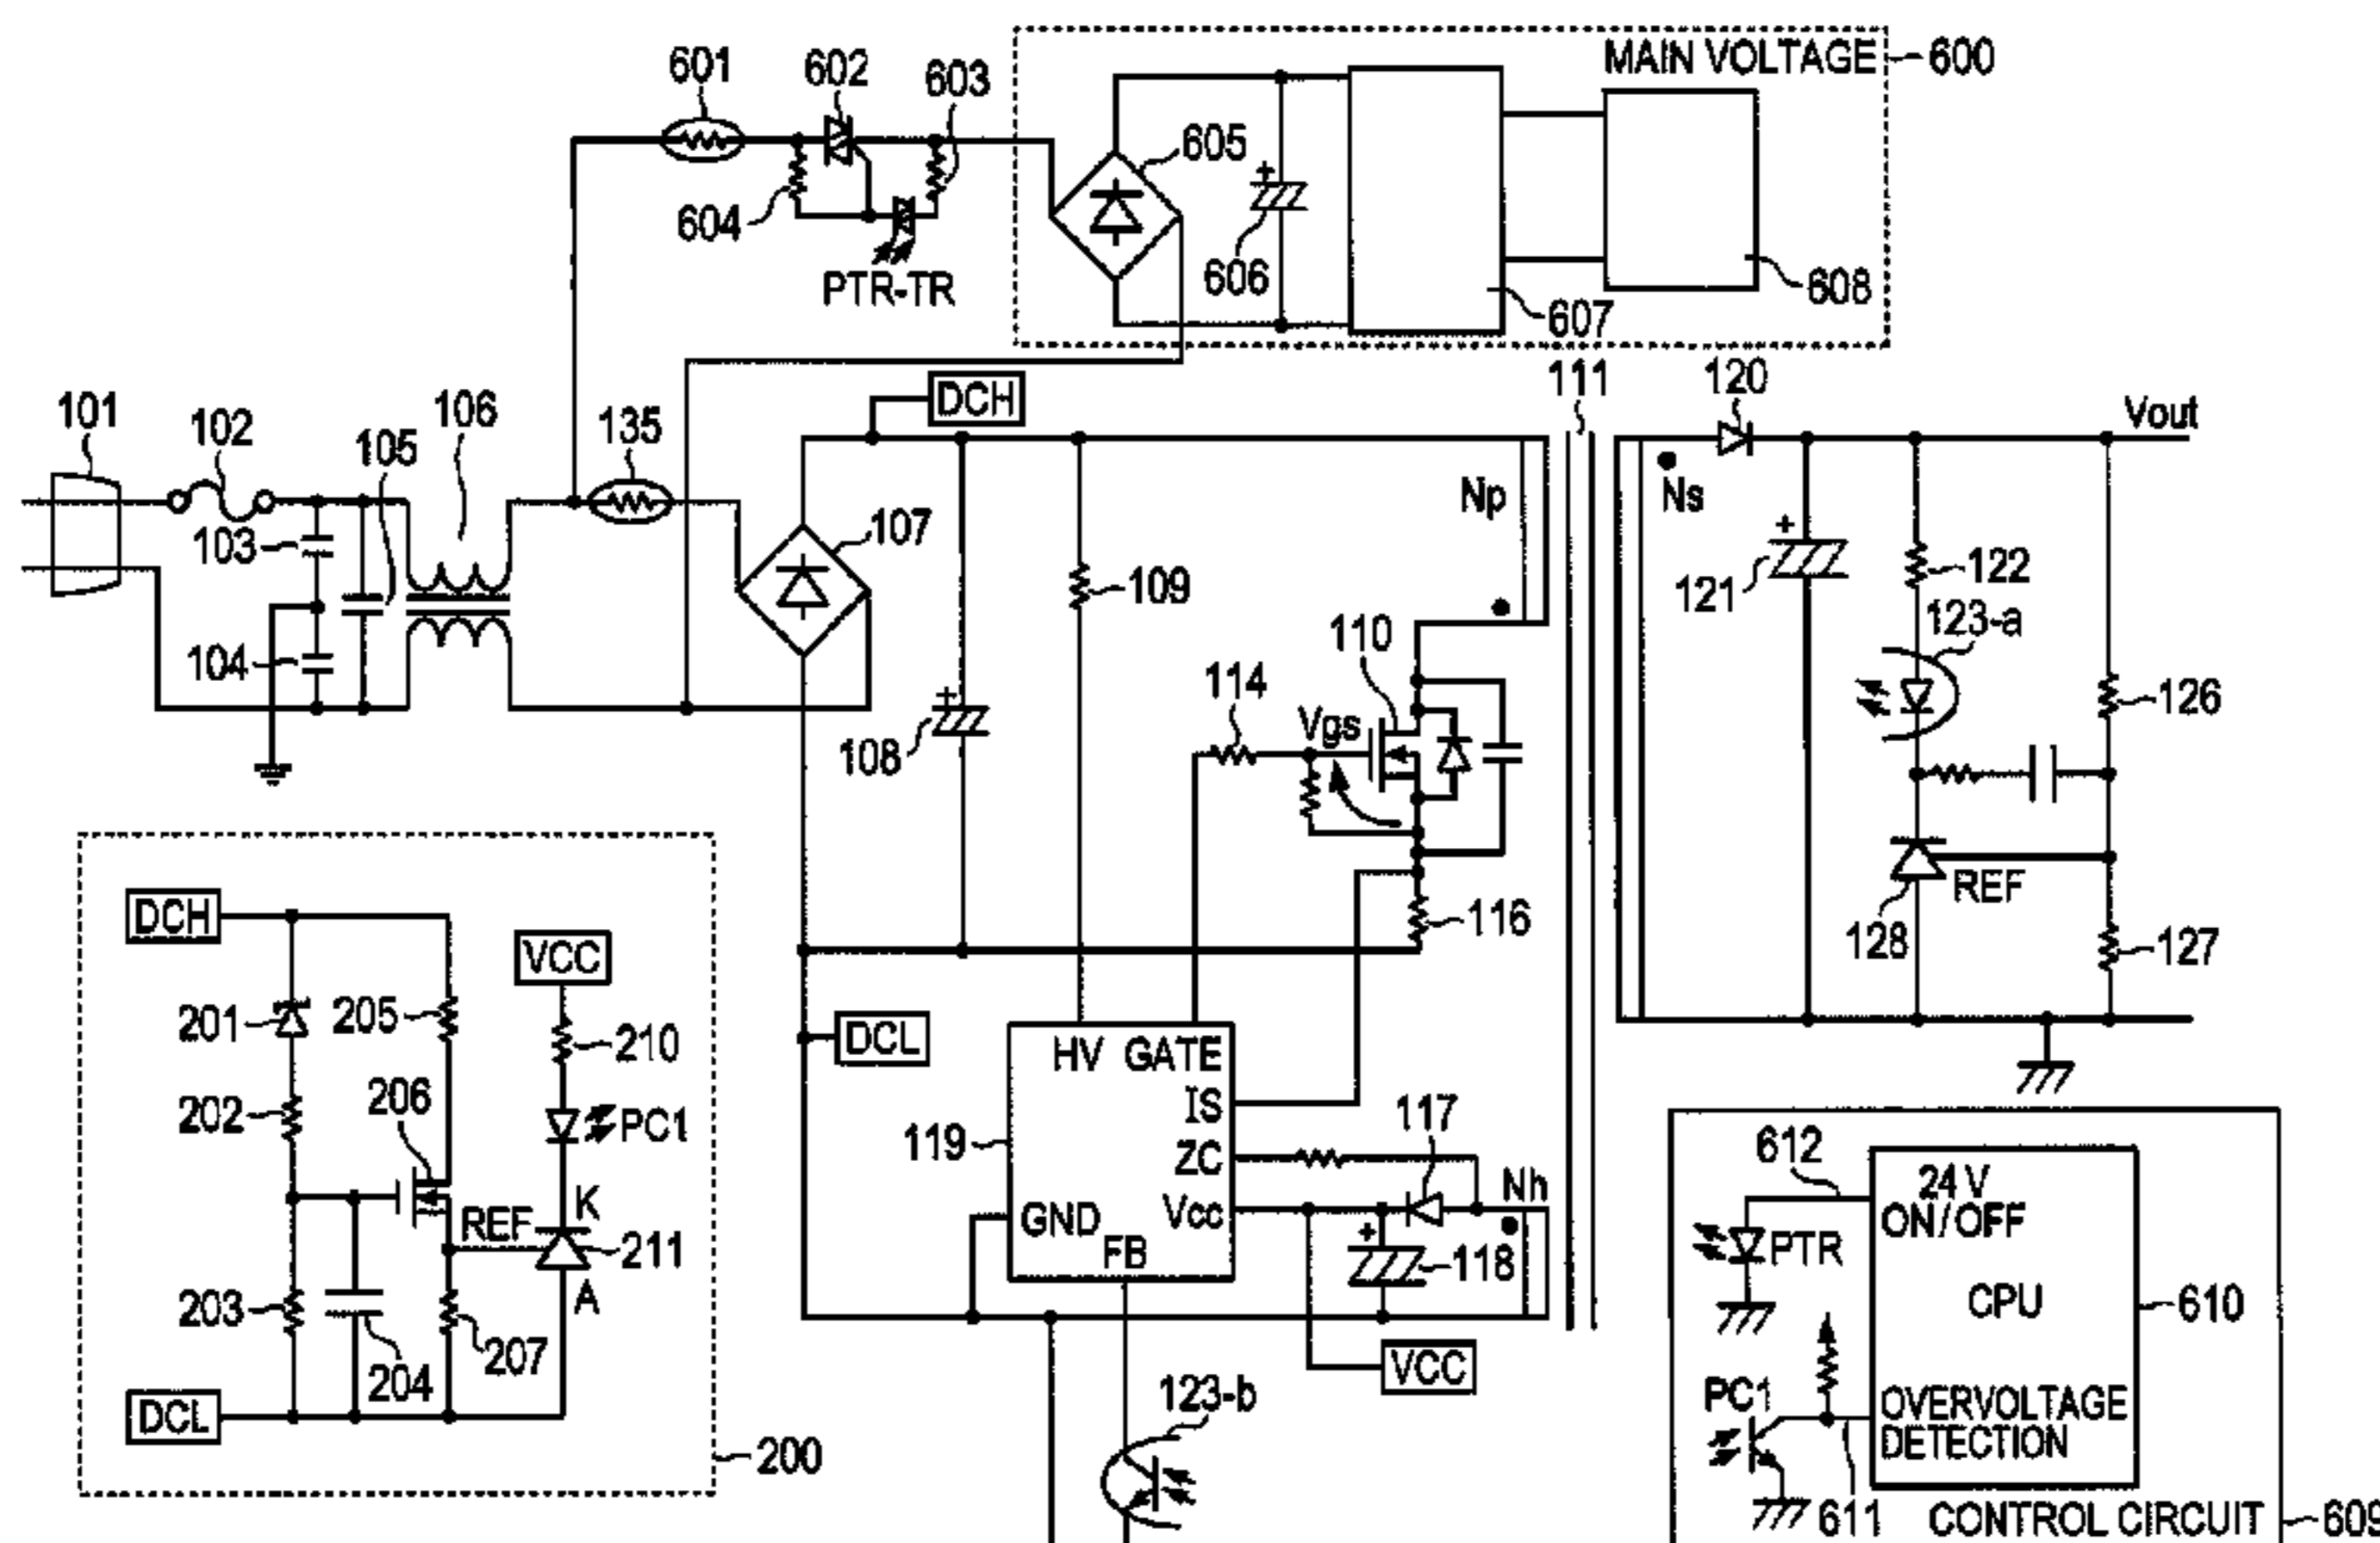 601
602
603
MAIN VOLTAGE
600
605
604
606
PTR-TR
607
608
101
102
105
106
135
DCH
111
120
Vout
103
107
109
Np
Ns
122
121
123-a
104
108
114
110
Vgs
126
116
REF
128
127
DCH
VCC
201
205
210
202
206
PC1
REF
K
211
A
203
204
207
DCL
200
DCL
HV GATE
IS
119
ZC
117
Nh
GND
Vcc
FB
118
VCC
123-b
612
24 V
ON/OFF
PTR
CPU
610
PC1
OVERVOLTAGE
DETECTION
611
CONTROL CIRCUIT
609